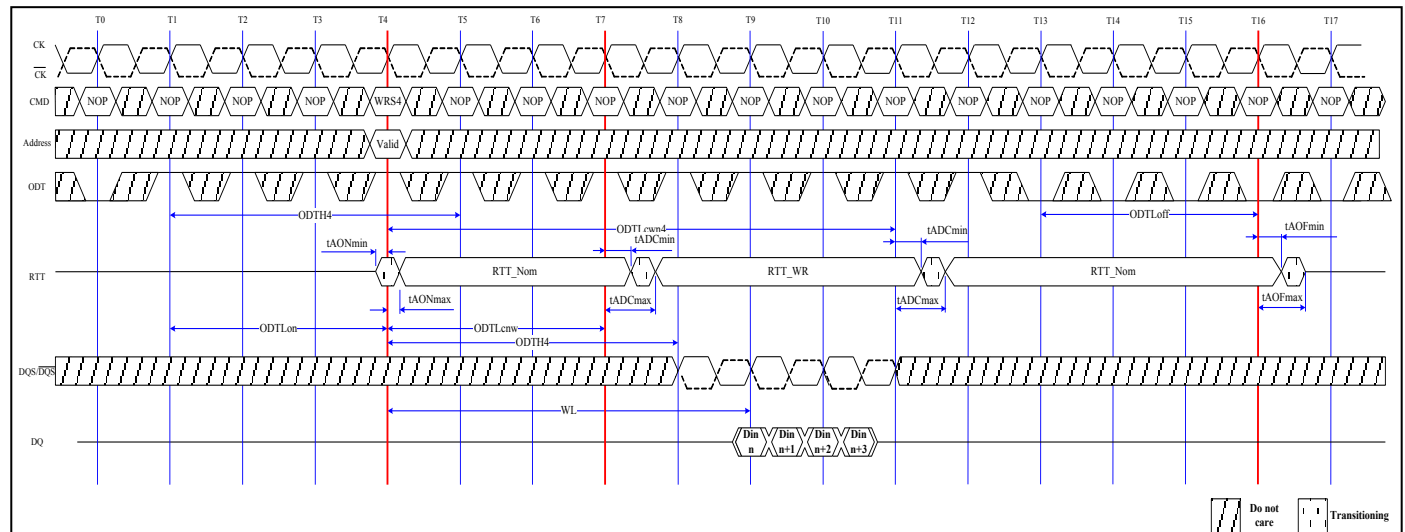 T0 T1 T2 T3 T4 T5 T6 T7 T8 T9 T10 T11 T12 T13 T14 T15 T16 T17
CK
CK
CMD NOP NOP NOP NOP WRS4 NOP NOP NOP NOP NOP NOP NOP NOP NOP NOP NOP NOP NOP
Address Valid
ODT
ODTH4 ODTLoff
ODTLcwn4
tAONmin tADCmin tADCmin tAOFmin
RTT RTT_Nom RTT_WR RTT_Nom
tAONmax tADCmax tADCmax tAOFmax
ODTLon ODTLcnw
ODTH4
DQS/DQS
WL
DQ Din n Din n+1 Din n+2 Din n+3
Do not care Transitioning